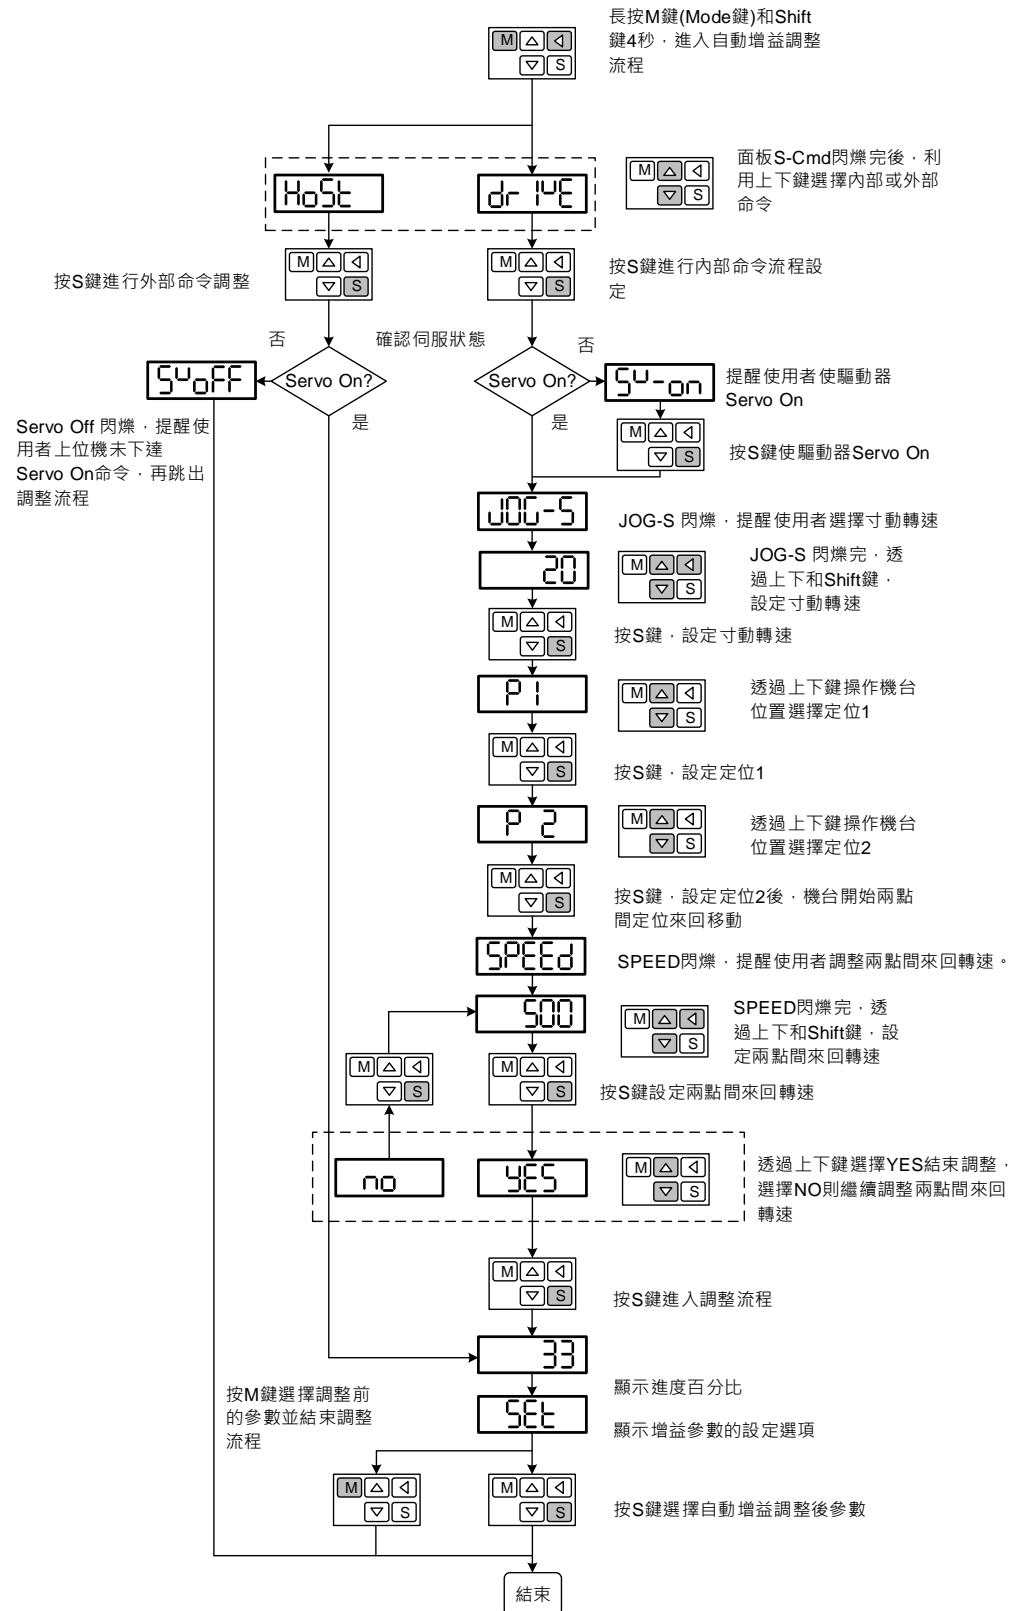 長按M鍵(Mode鍵)和Shift
鍵4秒，進入自動增益調整
流程
M S
HoSt
driVE
M S
面板S-Cmd閃爍完後，利
用上下鍵選擇內部或外部
命令
按S鍵進行外部命令調整
M S
M S
按S鍵進行內部命令流程設
定
否
確認伺服狀態
否
SVoFF
Servo On?
Servo On?
SV-on
提醒使用者使驅動器
Servo On
是
是
Servo Off 閃爍，提醒使
用者上位機未下達
Servo On命令，再跳出
調整流程
M S
按S鍵使驅動器Servo On
JOG-S
JOG-S 閃爍，提醒使用者選擇寸動轉速
20
M S
JOG-S 閃爍完，透
過上下和Shift鍵，
設定寸動轉速
M S
按S鍵，設定寸動轉速
P1
M S
透過上下鍵操作機台
位置選擇定位1
M S
按S鍵，設定定位1
P 2
M S
透過上下鍵操作機台
位置選擇定位2
M S
按S鍵，設定定位2後，機台開始兩點
間定位來回移動
SPEEd
SPEED閃爍，提醒使用者調整兩點間來回轉速。
500
M S
SPEED閃爍完，透
過上下和Shift鍵，設
定兩點間來回轉速
M S
M S
按S鍵設定兩點間來回轉速
no
YES
M S
透過上下鍵選擇YES結束調整，
選擇NO則繼續調整兩點間來回
轉速
M S
按S鍵進入調整流程
33
顯示進度百分比
按M鍵選擇調整前
的參數並結束調整
流程
SEt
顯示增益參數的設定選項
M S
M S
按S鍵選擇自動增益調整後參數
結束